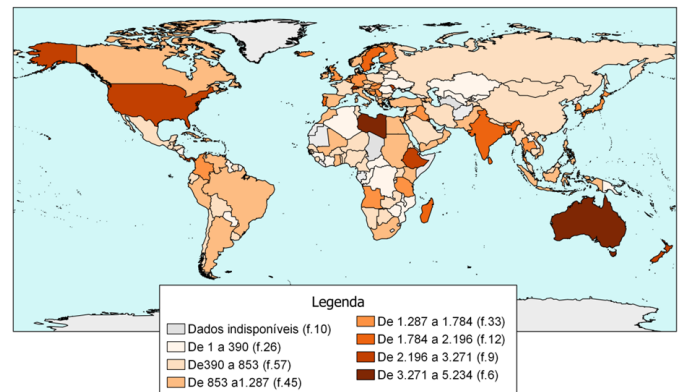 Legenda
Dados indisponíveis (f.10)
De 1 a 390 (f.26)
De390 a 853 (f.57)
De 853 a1.287 (f.45)
De 1.287 a 1.784 (f.33)
De 1.784 a 2.196 (f.12)
De 2.196 a 3.271 (f.9)
De 3.271 a 5.234 (f.6)